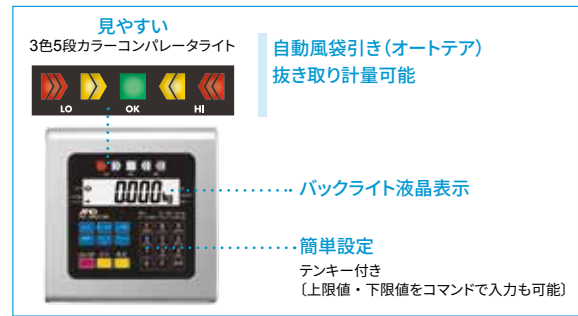 見やすい
3色5段カラーコンパレータライト
LO OK HI
自動風袋引き(オートテア)
抜き取り計量可能
0.000kg
AND
バックライト液晶表示
簡単設定
テンキー付き
〔上限値・下限値をコマンドで入力も可能〕